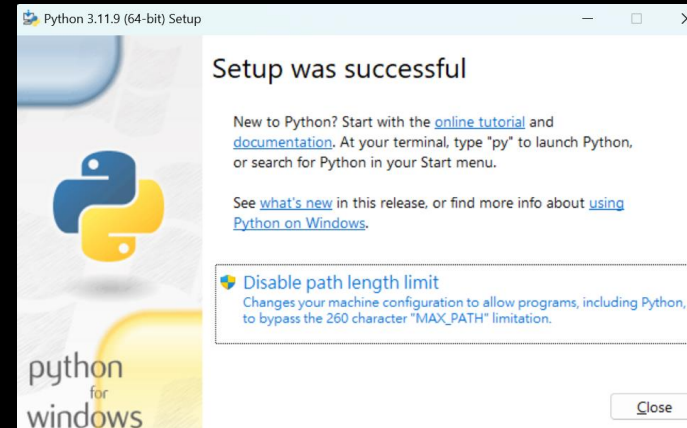 Python 3.11.9 (64-bit) Setup
Setup was successful
New to Python? Start with the online tutorial and
documentation. At your terminal, type "py" to launch Python,
or search for Python in your Start menu.
See what's new in this release, or find more info about using
Python on Windows.
Disable path length limit
Changes your machine configuration to allow programs, including Python,
to bypass the 260 character "MAX_PATH" limitation.
python
for
windows
Close